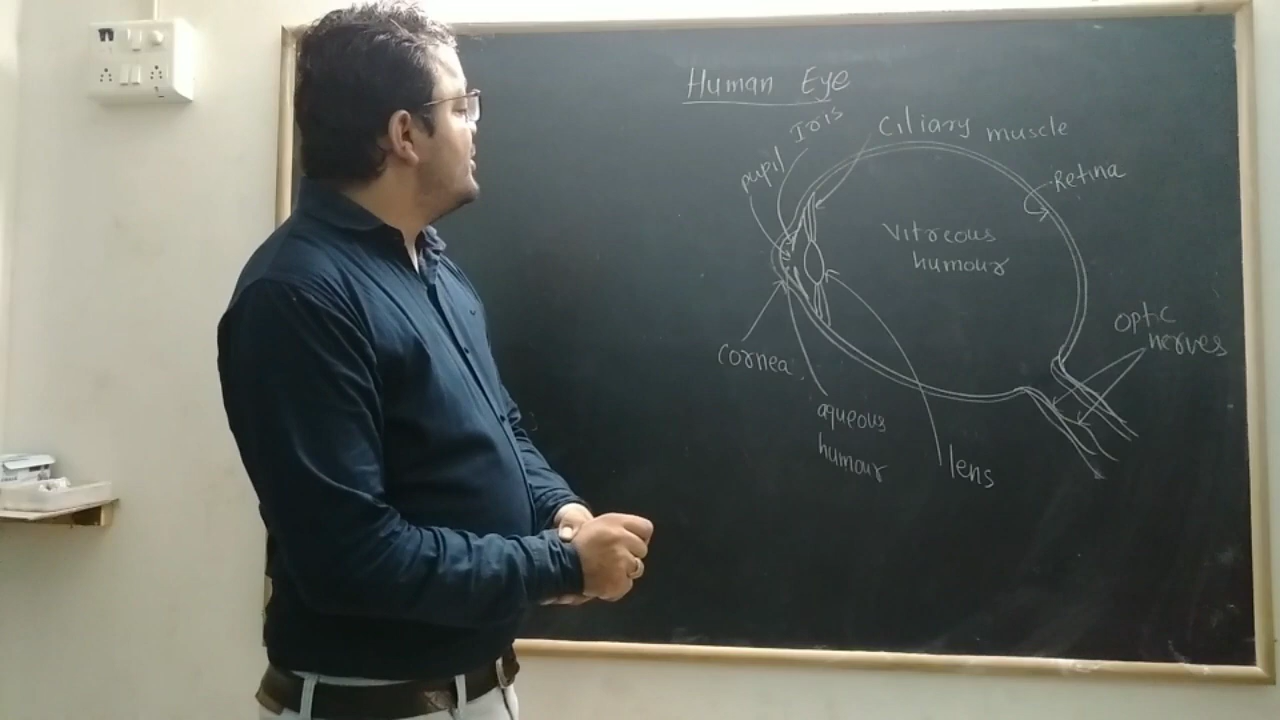 Human Eye
Iris
Ciliary muscle
pupil
Retina
Vitreous
humour
optic
nerves
cornea
aqueous
humour
lens